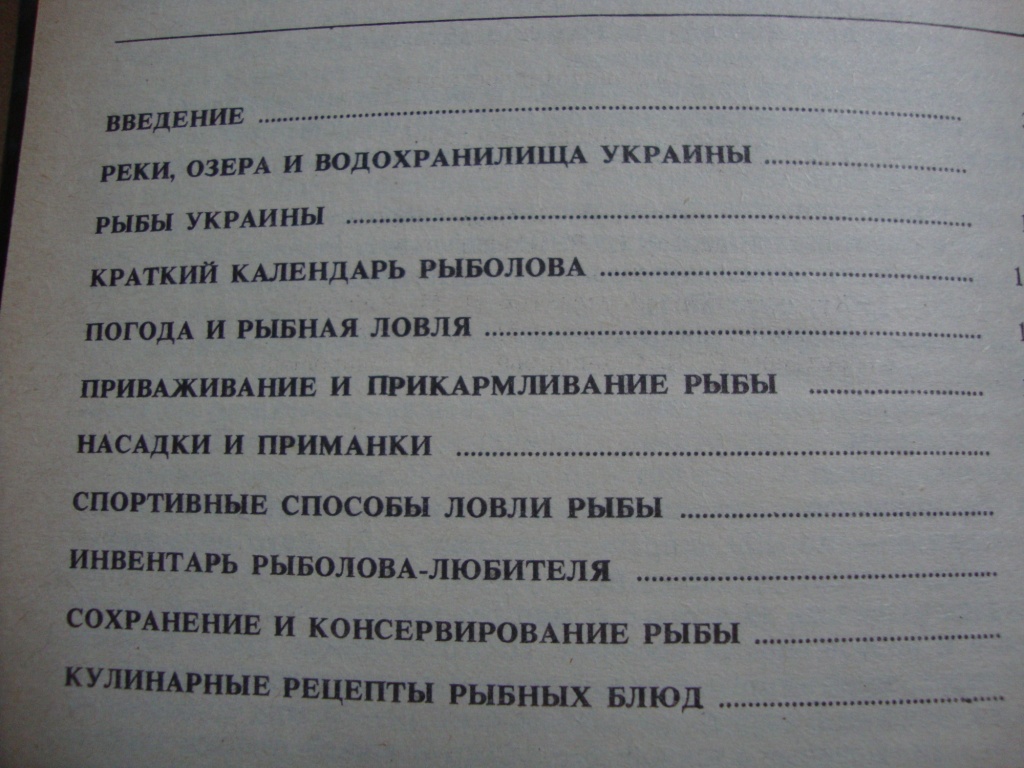 ВВЕДЕНИЕ
РЕКИ, ОЗЕРА И ВОДОХРАНИЛИЩА УКРАИНЫ
РЫБЫ УКРАИНЫ
КРАТКИЙ КАЛЕНДАРЬ РЫБОЛОВА
ПОГОДА И РЫБНАЯ ЛОВЛЯ
ПРИВАЖИВАНИЕ И ПРИКАРМЛИВАНИЕ РЫБЫ
НАСАДКИ И ПРИМАНКИ
СПОРТИВНЫЕ СПОСОБЫ ЛОВЛИ РЫБЫ
ИНВЕНТАРЬ РЫБОЛОВА-ЛЮБИТЕЛЯ
СОХРАНЕНИЕ И КОНСЕРВИРОВАНИЕ РЫБЫ
КУЛИНАРНЫЕ РЕЦЕПТЫ РЫБНЫХ БЛЮД